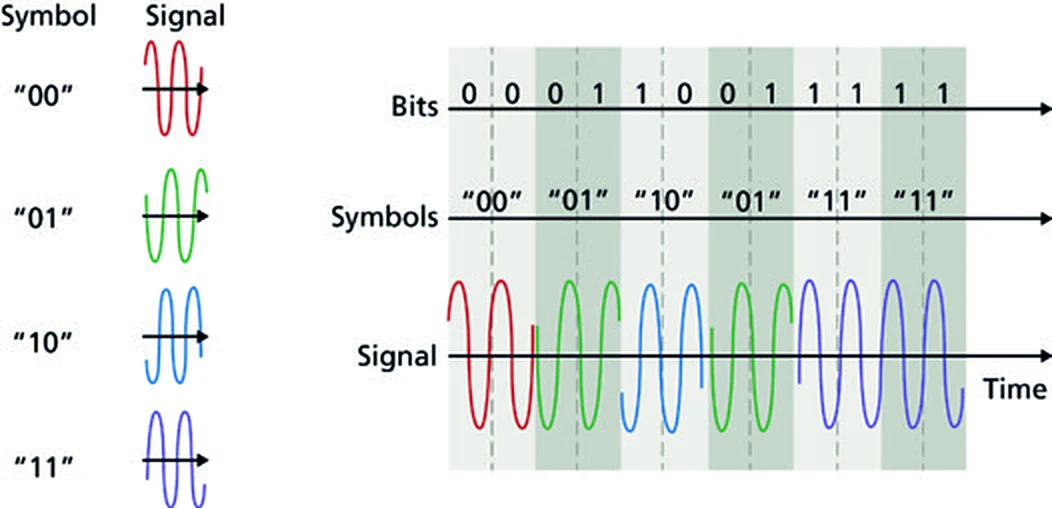 Symbol Signal
“00”
“01”
“10”
“11”
Bits 0 0 0 1 1 0 0 1 1 1 1 1
Symbols “00” “01” “10” “01” “11” “11”
Signal
Time